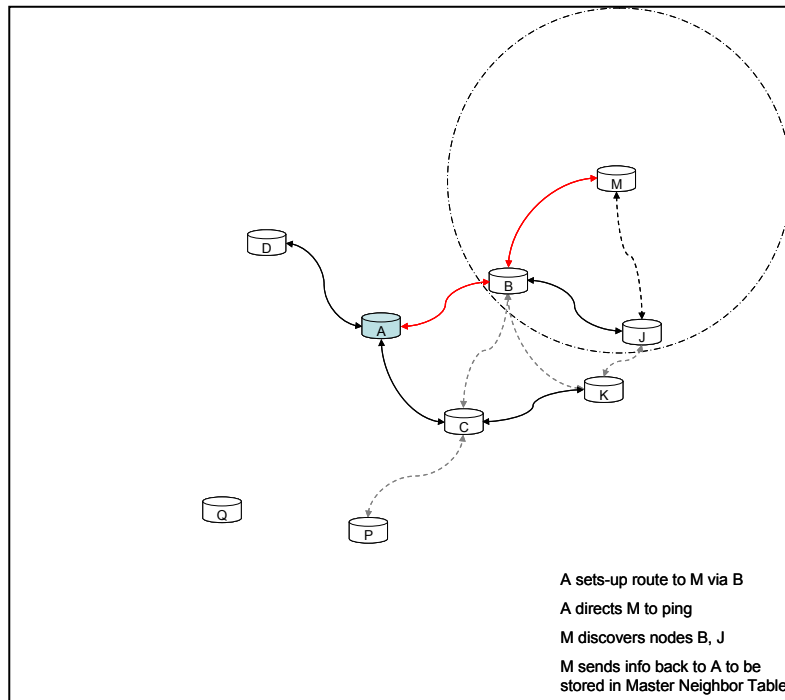 M
D
B
A
J
K
C
Q
P
A sets-up route to M via B
A directs M to ping
M discovers nodes B, J
M sends info back to A to be
stored in Master Neighbor Table